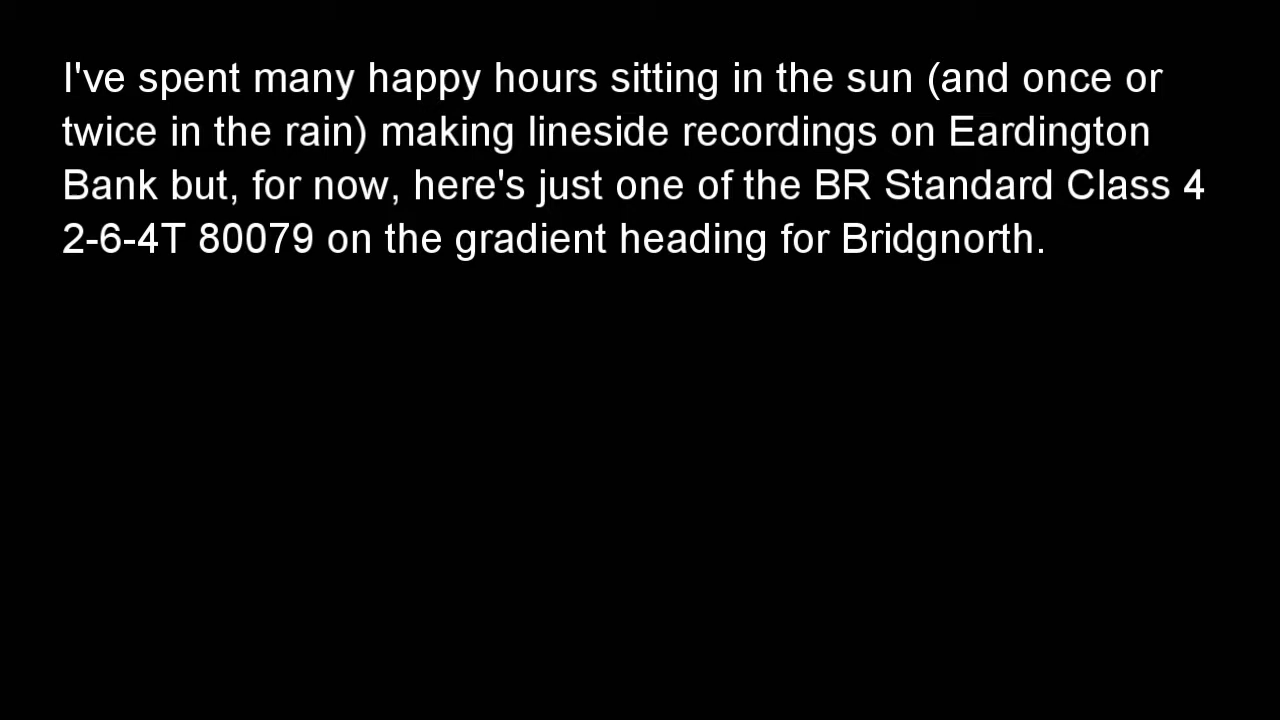 I've spent many happy hours sitting in the sun (and once or
twice in the rain) making lineside recordings on Eardington
Bank but, for now, here's just one of the BR Standard Class 4
2-6-4T 80079 on the gradient heading for Bridgnorth.